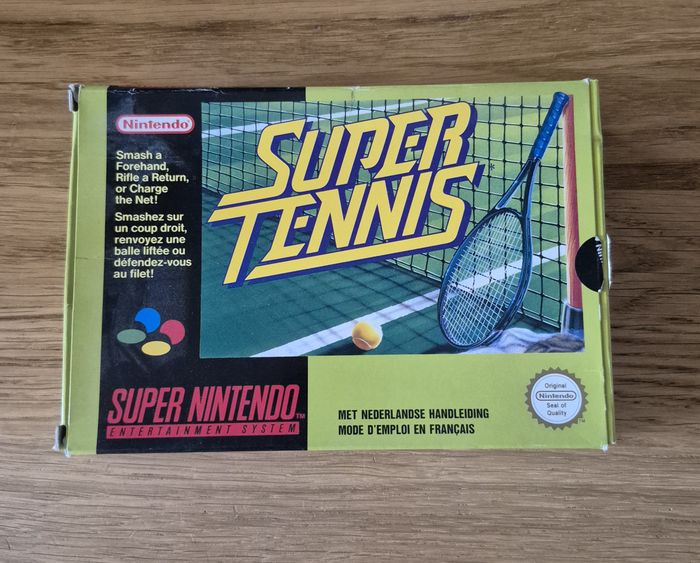 Nintendo
Smash a
Forehand,
Rifle a Return,
or Charge
the Net!
Smashez sur
un coup droit,
renvoyez une
balle liftée ou
défendez-vous
au filet!
SUPER
TENNIS
SUPER NINTENDO™
ENTERTAINMENT SYSTEM
MET NEDERLANDSE HANDLEIDING
MODE D'EMPLOI EN FRANÇAIS
Original
Nintendo
Seal of
Quality
TM